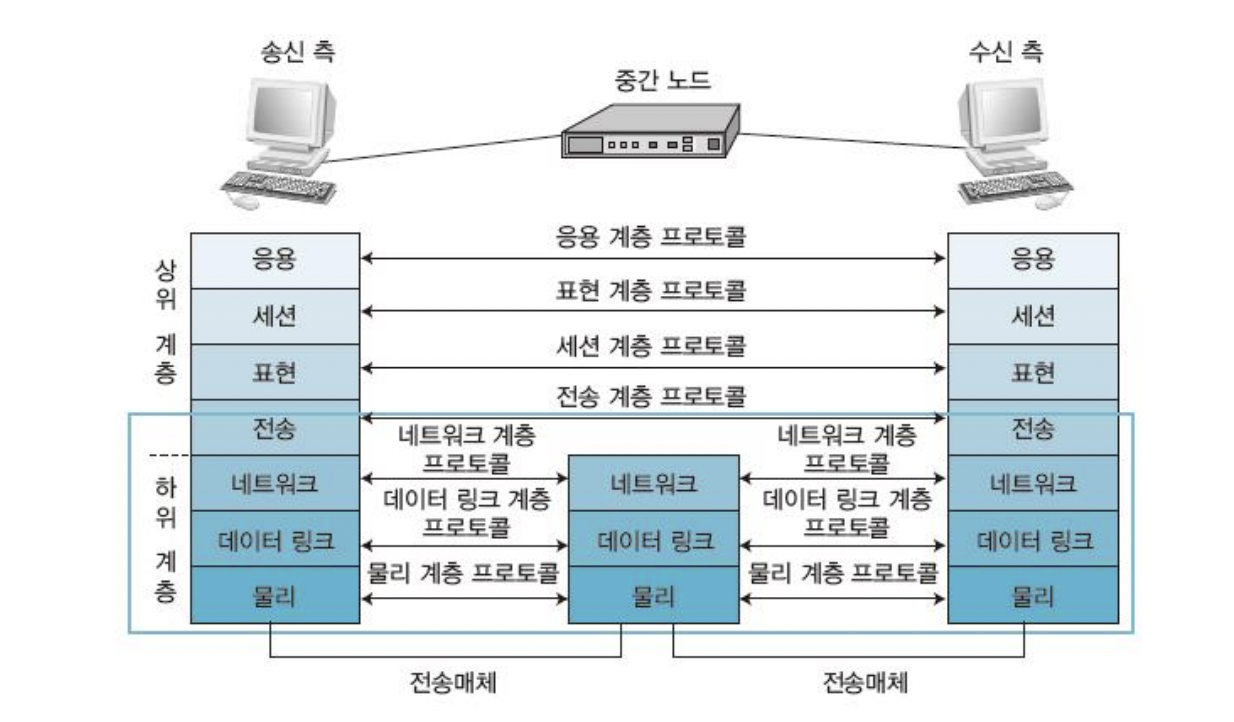 송신 측
중간 노드
수신 측
상위 계층
하위 계층
응용
세션
표현
전송
네트워크
데이터 링크
물리
응용 계층 프로토콜
표현 계층 프로토콜
세션 계층 프로토콜
전송 계층 프로토콜
네트워크 계층
프로토콜
데이터 링크 계층
프로토콜
물리 계층 프로토콜
네트워크
데이터 링크
물리
네트워크 계층
프로토콜
데이터 링크 계층
프로토콜
물리 계층 프로토콜
응용
세션
표현
전송
네트워크
데이터 링크
물리
전송매체
전송매체